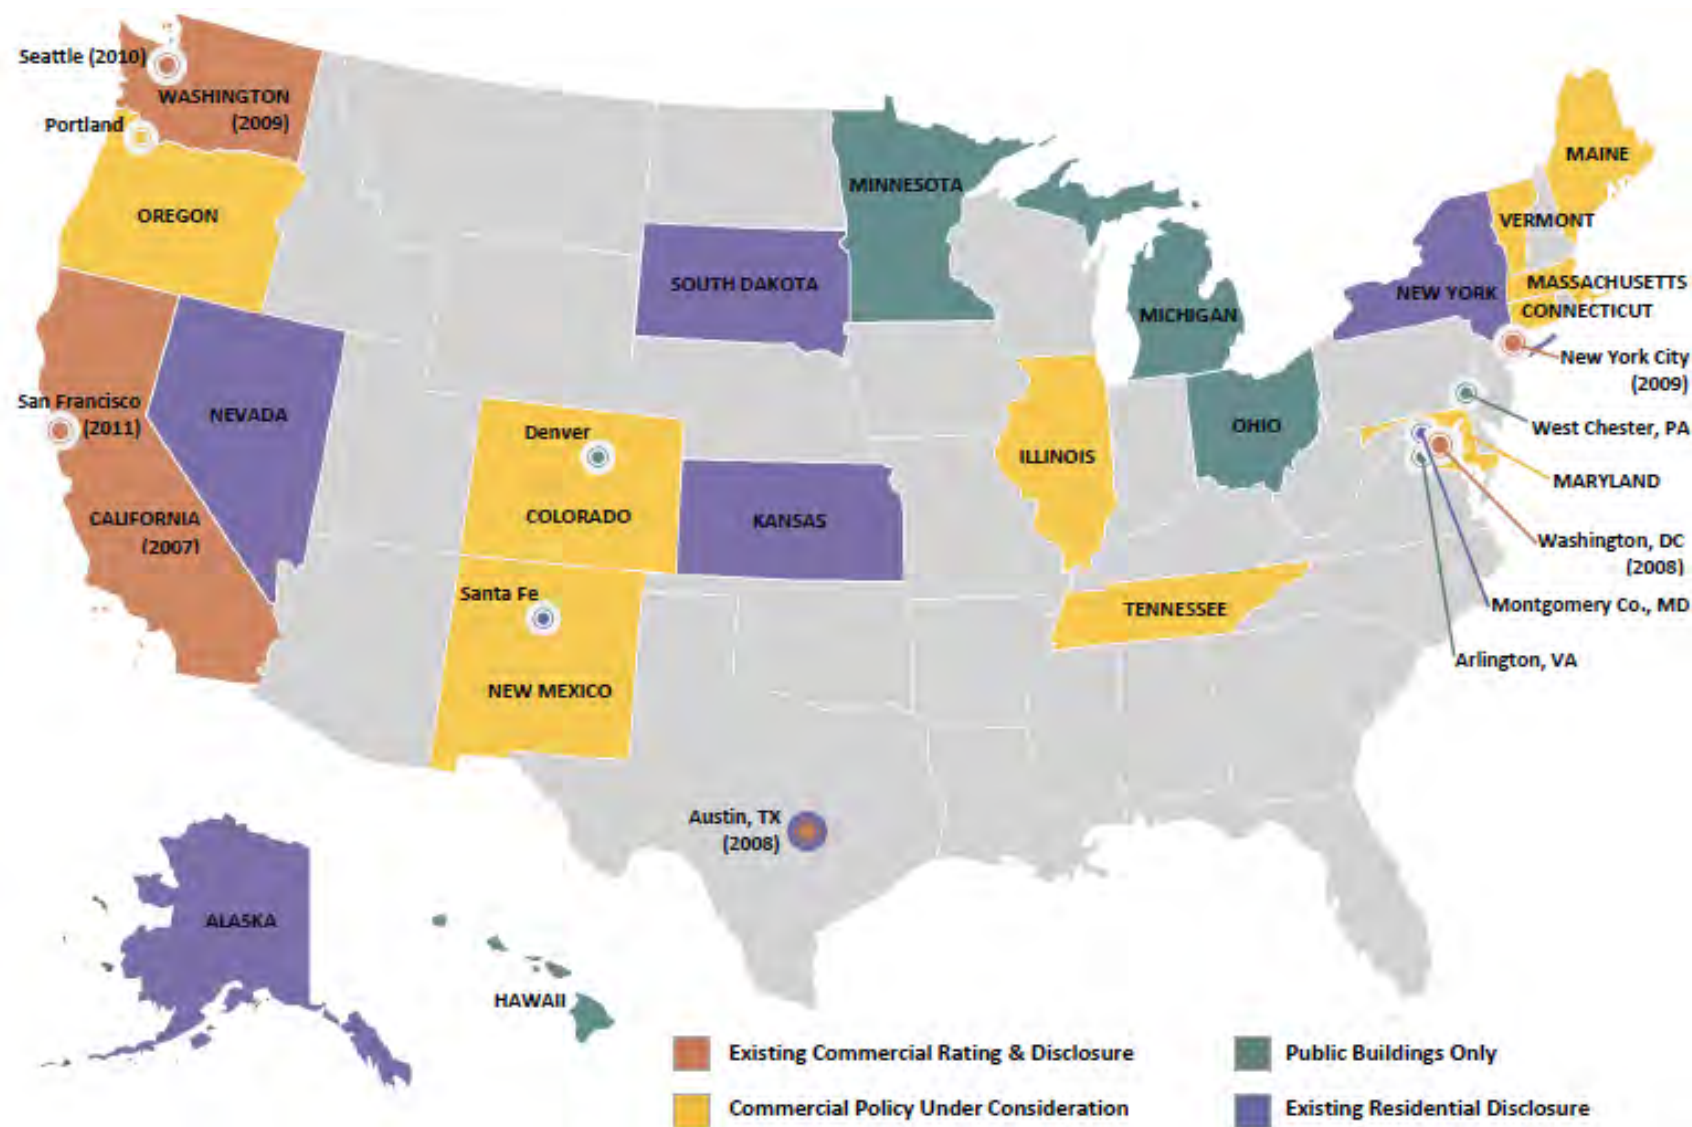 Seattle (2010)
WASHINGTON
(2009)
Portland
OREGON
MINNESOTA
MAINE
VERMONT
SOUTH DAKOTA
NEW YORK
MASSACHUSETTS
CONNECTICUT
MICHIGAN
New York City
(2009)
San Francisco
(2011)
NEVADA
Denver
COLORADO
KANSAS
ILLINOIS
OHIO
West Chester, PA
MARYLAND
CALIFORNIA
(2007)
Washington, DC
(2008)
Santa Fe
NEW MEXICO
TENNESSEE
Montgomery Co., MD
Arlington, VA
Austin, TX
(2008)
ALASKA
HAWAII
Existing Commercial Rating & Disclosure
Public Buildings Only
Commercial Policy Under Consideration
Existing Residential Disclosure